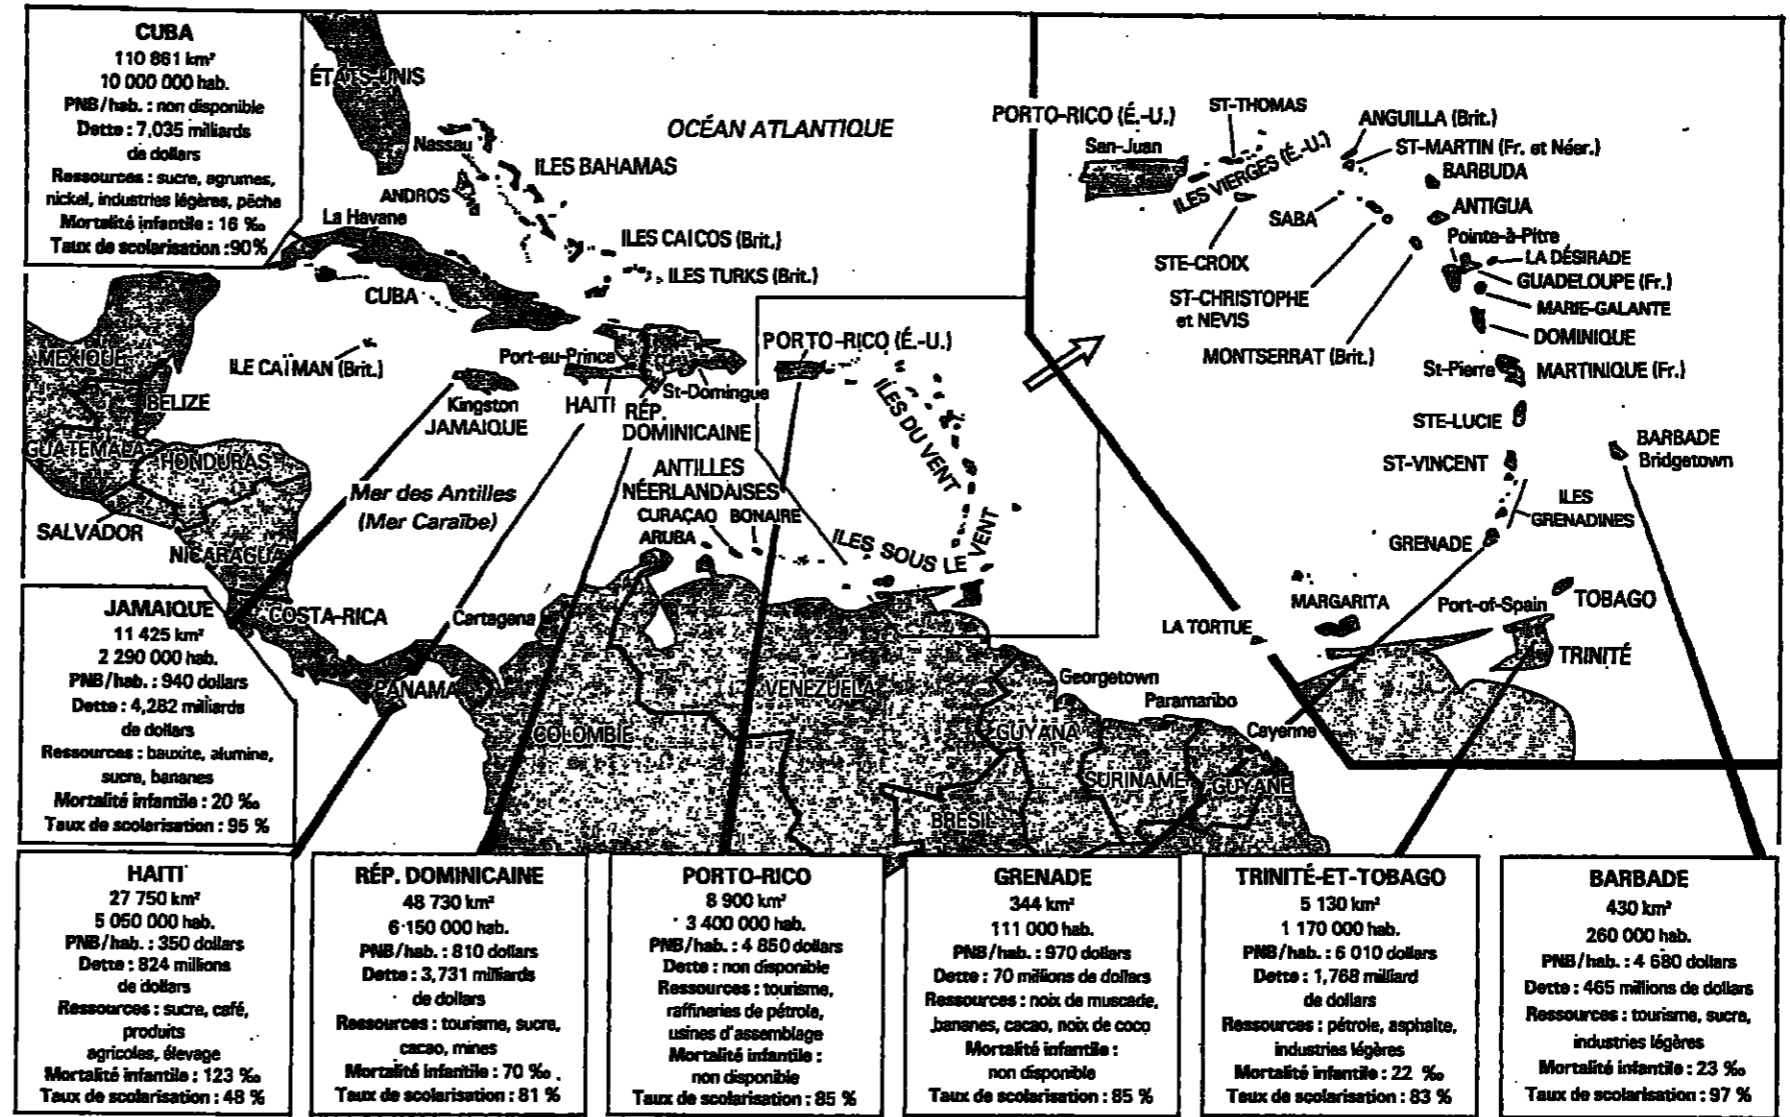 CUBA
110 861 km²
10 000 000 hab.
PNB/hab. : non disponible
Dette : 7,035 milliards
de dollars
Ressources : sucre, agrumes,
nickel, industries légères, pêche
Mortalité infantile : 16 ‰
Taux de scolarisation : 90 %
ÉTATS-UNIS
OCÉAN ATLANTIQUE
Nassau
ILES BAHAMAS
ANDROS
La Havane
ILES CAICOS (Brit.)
ILES TURKS (Brit.)
CUBA
MEXIQUE
ILE CAÏMAN (Brit.)
Port-au-Prince
PORTO-RICO (É.-U.)
St-Domingue
BELIZE
Kingston
JAMAIQUE
HAITI
RÉP.
DOMINICAINE
GUATEMALA
HONDURAS
ILES DU VENT
ANTILLES
NÉERLANDAISES
Mer des Antilles
(Mer Caraïbe)
CURAÇAO
BONAIRE
ARUBA
ILES SOUS LE VENT
SALVADOR
NICARAGUA
COSTA-RICA
Cartagena
PANAMA
COLOMBIE
VENEZUELA
Georgetown
Paramaribo
Cayenne
GUYANA
SURINAME
GUYANE
BRESIL
PORTO-RICO (É.-U.)
San-Juan
ST-THOMAS
ILES VIERGES (É.-U.)
ANGUILLA (Brit.)
ST-MARTIN (Fr. et Néer.)
BARBUDA
SABA
ANTIGUA
Pointe-à-Pitre
LA DÉSIRADE
STE-CROIX
GUADELOUPE (Fr.)
ST-CHRISTOPHE
et NEVIS
MARIE-GALANTE
DOMINIQUE
MONTSERRAT (Brit.)
St-Pierre
MARTINIQUE (Fr.)
STE-LUCIE
BARBADE
Bridgetown
ST-VINCENT
ILES
GRENADINES
GRENADE
MARGARITA
Port-of-Spain
TOBAGO
LA TORTUE
TRINITÉ
JAMAIQUE
11 425 km²
2 290 000 hab.
PNB/hab. : 940 dollars
Dette : 4,282 milliards
de dollars
Ressources : bauxite, alumine,
sucre, bananes
Mortalité infantile : 20 ‰
Taux de scolarisation : 95 %
HAITI
27 750 km²
5 050 000 hab.
PNB/hab. : 350 dollars
Dette : 824 millions
de dollars
Ressources : sucre, café,
produits
agricoles, élevage
Mortalité infantile : 123 ‰
Taux de scolarisation : 48 %
RÉP. DOMINICAINE
48 730 km²
6 150 000 hab.
PNB/hab. : 810 dollars
Dette : 3,731 milliards
de dollars
Ressources : tourisme, sucre,
cacao, mines
Mortalité infantile : 70 ‰
Taux de scolarisation : 81 %
PORTO-RICO
8 900 km²
3 400 000 hab.
PNB/hab. : 4 850 dollars
Dette : non disponible
Ressources : tourisme,
raffineries de pétrole,
usines d'assemblage
Mortalité infantile :
non disponible
Taux de scolarisation : 85 %
GRENADE
344 km²
111 000 hab.
PNB/hab. : 970 dollars
Dette : 70 millions de dollars
Ressources : noix de muscade,
bananes, cacao, noix de coco
Mortalité infantile :
non disponible
Taux de scolarisation : 85 %
TRINITÉ-ET-TOBAGO
5 130 km²
1 170 000 hab.
PNB/hab. : 6 010 dollars
Dette : 1,768 milliard
de dollars
Ressources : pétrole, asphalte,
industries légères
Mortalité infantile : 22 ‰
Taux de scolarisation : 83 %
BARBADE
430 km²
260 000 hab.
PNB/hab. : 4 680 dollars
Dette : 465 millions de dollars
Ressources : tourisme, sucre,
industries légères
Mortalité infantile : 23 ‰
Taux de scolarisation : 97 %